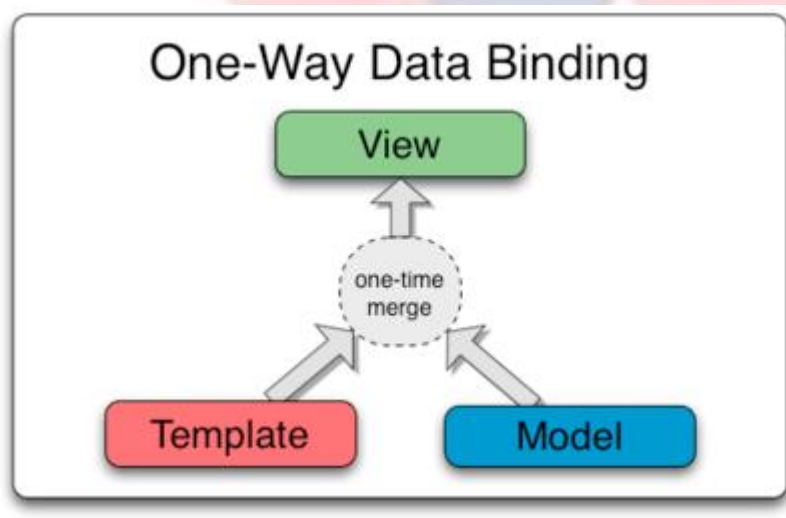 One-Way Data Binding
View
one-time
merge
Template
Model